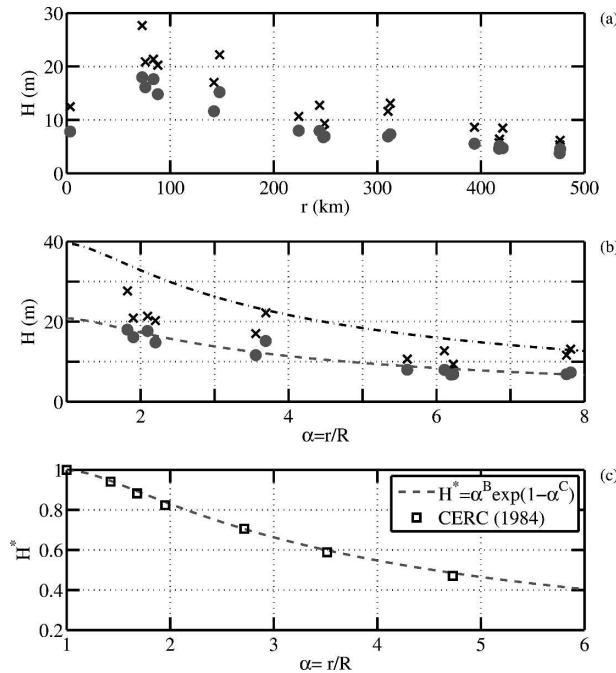 (a)
30
20
10
0
H (m)
0 100 200 300 400 500
r (km)
(b)
40
20
0
H (m)
2 4 6 8
α=r/R
(c)
1
0.8
0.6
0.4
0.2
H*
H*=α^B exp(1−α^C)
CERC (1984)
1 2 3 4 5 6
α= r/R